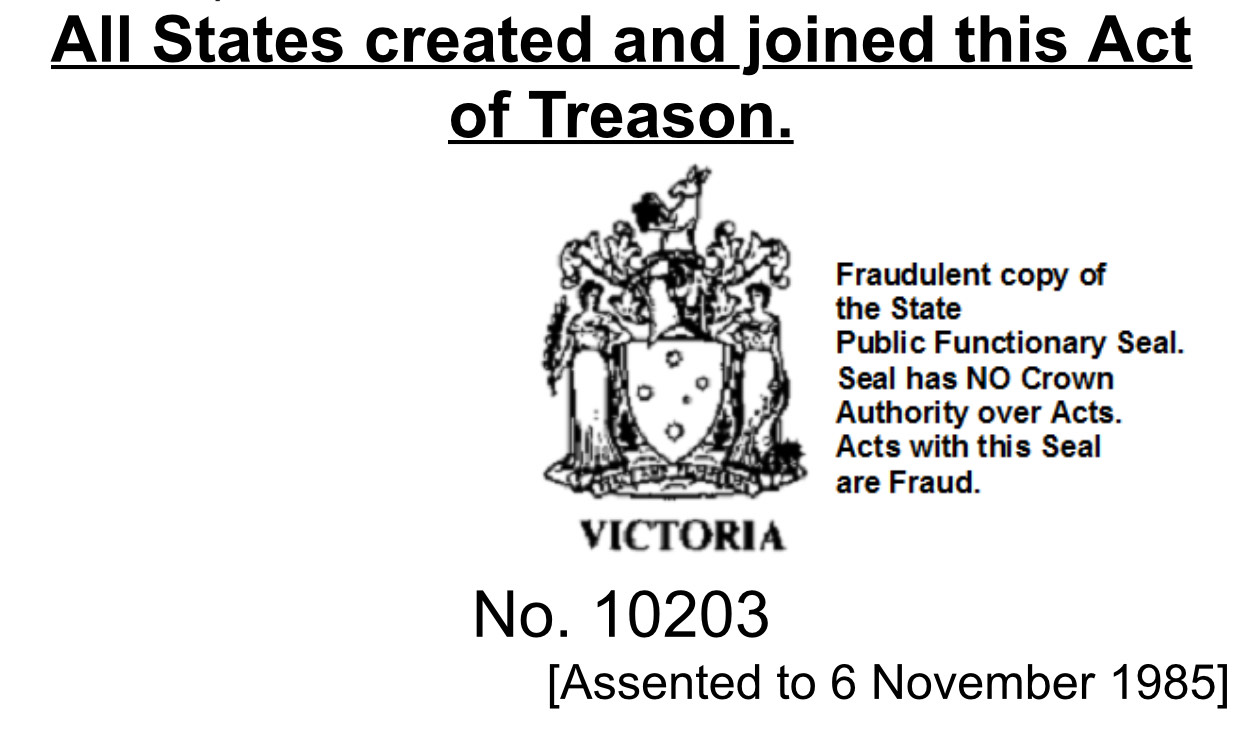 All States created and joined this Act
of Treason.
Fraudulent copy of
the State
Public Functionary Seal.
Seal has NO Crown
Authority over Acts.
Acts with this Seal
are Fraud.
VICTORIA
No. 10203
[Assented to 6 November 1985]